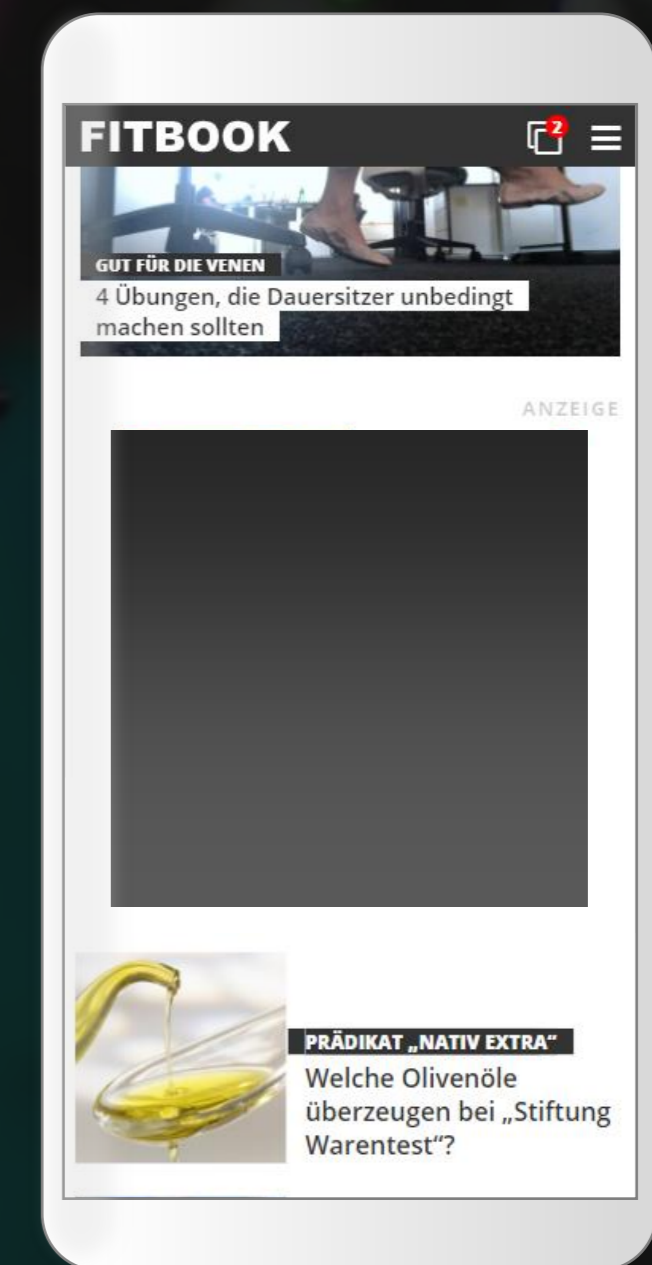 FITBOOK
2
GUT FÜR DIE VENEN
4 Übungen, die Dauersitzer unbedingt
machen sollten
ANZEIGE
PRÄDIKAT „NATIV EXTRA“
Welche Olivenöle
überzeugen bei „Stiftung
Warentest“?